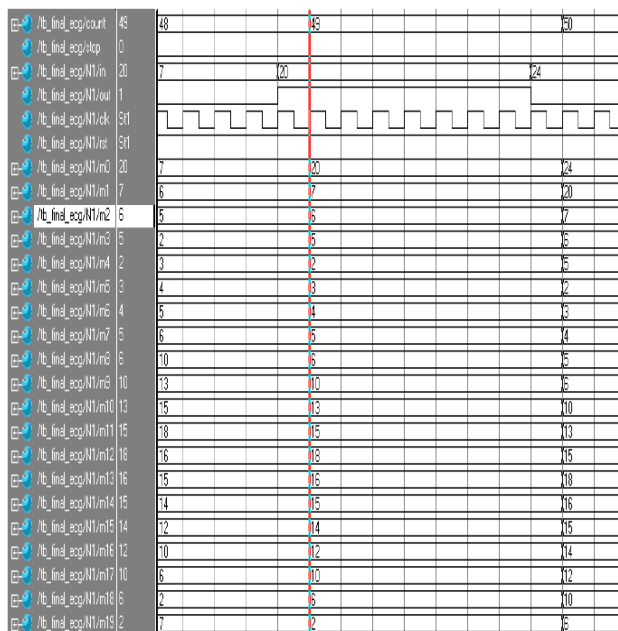 /tb_final_ecg/count 49 48 49 50
/tb_final_ecg/stop 0
/tb_final_ecg/N1/in 20 7 20 24
/tb_final_ecg/N1/out 1
/tb_final_ecg/N1/clk St1
/tb_final_ecg/N1/rst St1
/tb_final_ecg/N1/m0 20 7 20 24
/tb_final_ecg/N1/m1 7 6 7 20
/tb_final_ecg/N1/m2 6 5 6 7
/tb_final_ecg/N1/m3 5 2 5 6
/tb_final_ecg/N1/m4 2 3 2 5
/tb_final_ecg/N1/m5 3 4 3 2
/tb_final_ecg/N1/m6 4 5 4 3
/tb_final_ecg/N1/m7 5 6 5 4
/tb_final_ecg/N1/m8 6 10 6 5
/tb_final_ecg/N1/m9 10 13 10 6
/tb_final_ecg/N1/m10 13 15 13 10
/tb_final_ecg/N1/m11 15 18 15 13
/tb_final_ecg/N1/m12 18 16 18 15
/tb_final_ecg/N1/m13 16 15 16 18
/tb_final_ecg/N1/m14 15 14 15 16
/tb_final_ecg/N1/m15 14 12 14 15
/tb_final_ecg/N1/m16 12 10 12 14
/tb_final_ecg/N1/m17 10 6 10 12
/tb_final_ecg/N1/m18 6 2 6 10
/tb_final_ecg/N1/m19 2 7 2 6